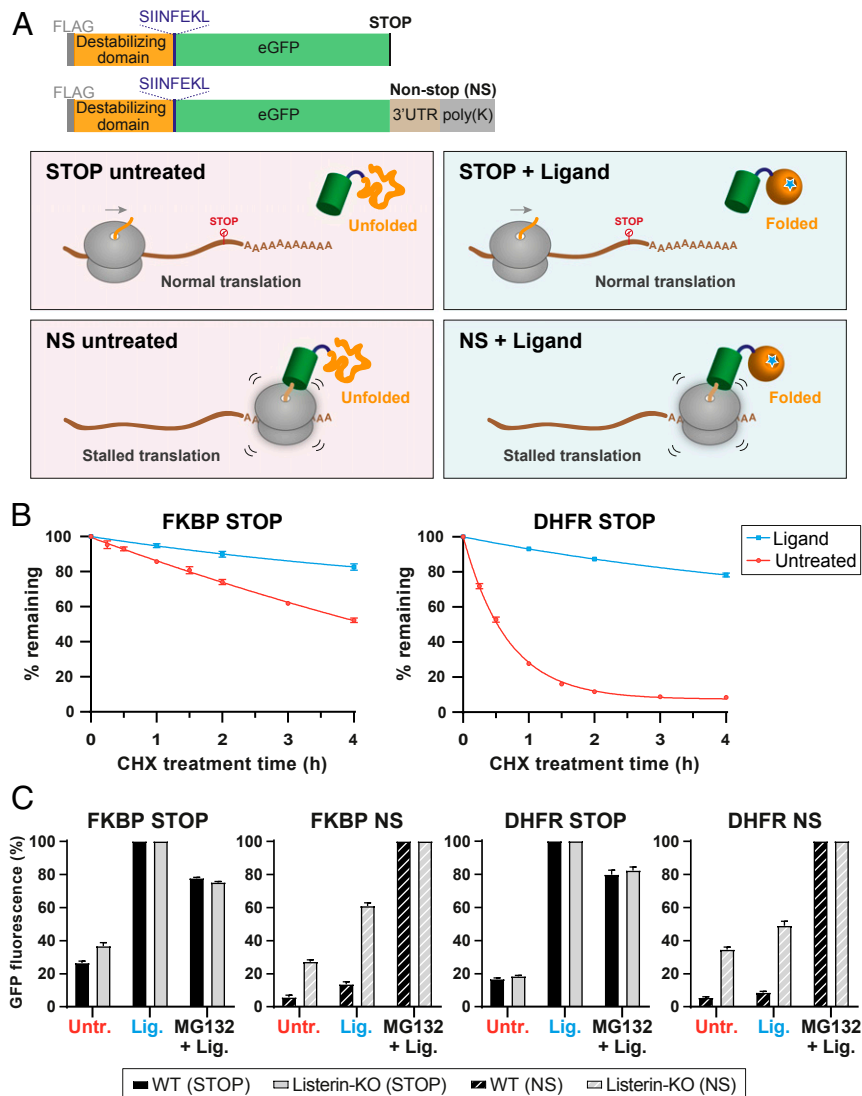 A
SIINFEKL
FLAG
STOP
Destabilizing
domain
eGFP
SIINFEKL
FLAG
Non-stop (NS)
Destabilizing
domain
eGFP
3'UTR
poly(K)
STOP untreated
Unfolded
STOP
AAAAAAAAAA
Normal translation
STOP + Ligand
Folded
STOP
AAAAAAAAAA
Normal translation
NS untreated
Unfolded
Stalled translation
NS + Ligand
Folded
Stalled translation
B
FKBP STOP
% remaining
100
80
60
40
20
0
0 1 2 3 4
CHX treatment time (h)
DHFR STOP
% remaining
100
80
60
40
20
0
0 1 2 3 4
CHX treatment time (h)
Ligand
Untreated
C
GFP fluorescence (%)
FKBP STOP
100
80
60
40
20
0
Untr. Lig. MG132
+ Lig.
FKBP NS
100
80
60
40
20
0
Untr. Lig. MG132
+ Lig.
DHFR STOP
100
80
60
40
20
0
Untr. Lig. MG132
+ Lig.
DHFR NS
100
80
60
40
20
0
Untr. Lig. MG132
+ Lig.
WT (STOP) Listerin-KO (STOP) WT (NS) Listerin-KO (NS)